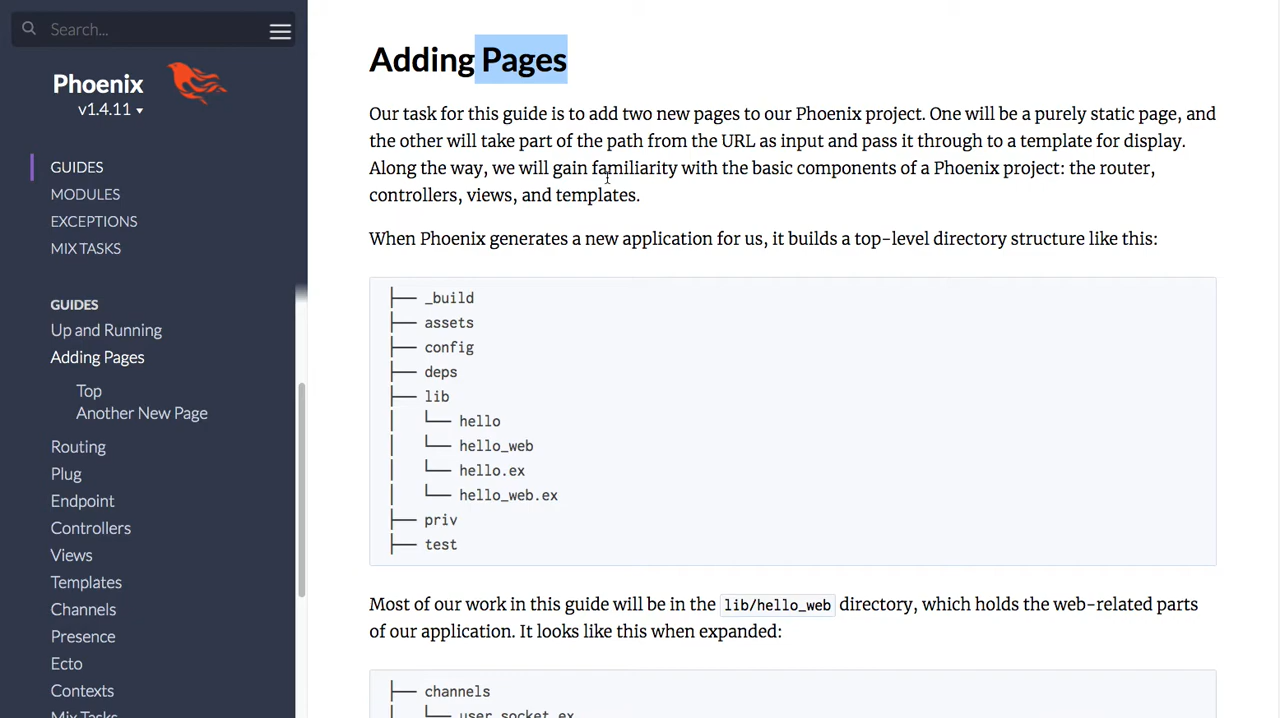 Search...
Phoenix
v1.4.11
GUIDES
MODULES
EXCEPTIONS
MIX TASKS
GUIDES
Up and Running
Adding Pages
Top
Another New Page
Routing
Plug
Endpoint
Controllers
Views
Templates
Channels
Presence
Ecto
Contexts
Mix Tasks
Adding Pages
Our task for this guide is to add two new pages to our Phoenix project. One will be a purely static page, and
the other will take part of the path from the URL as input and pass it through to a template for display.
Along the way, we will gain familiarity with the basic components of a Phoenix project: the router,
controllers, views, and templates.
When Phoenix generates a new application for us, it builds a top-level directory structure like this:
├── _build
├── assets
├── config
├── deps
├── lib
│   └── hello
│   └── hello_web
│   └── hello.ex
│   └── hello_web.ex
├── priv
├── test
Most of our work in this guide will be in the lib/hello_web directory, which holds the web-related parts
of our application. It looks like this when expanded:
├── channels
│   └── user_socket.ex